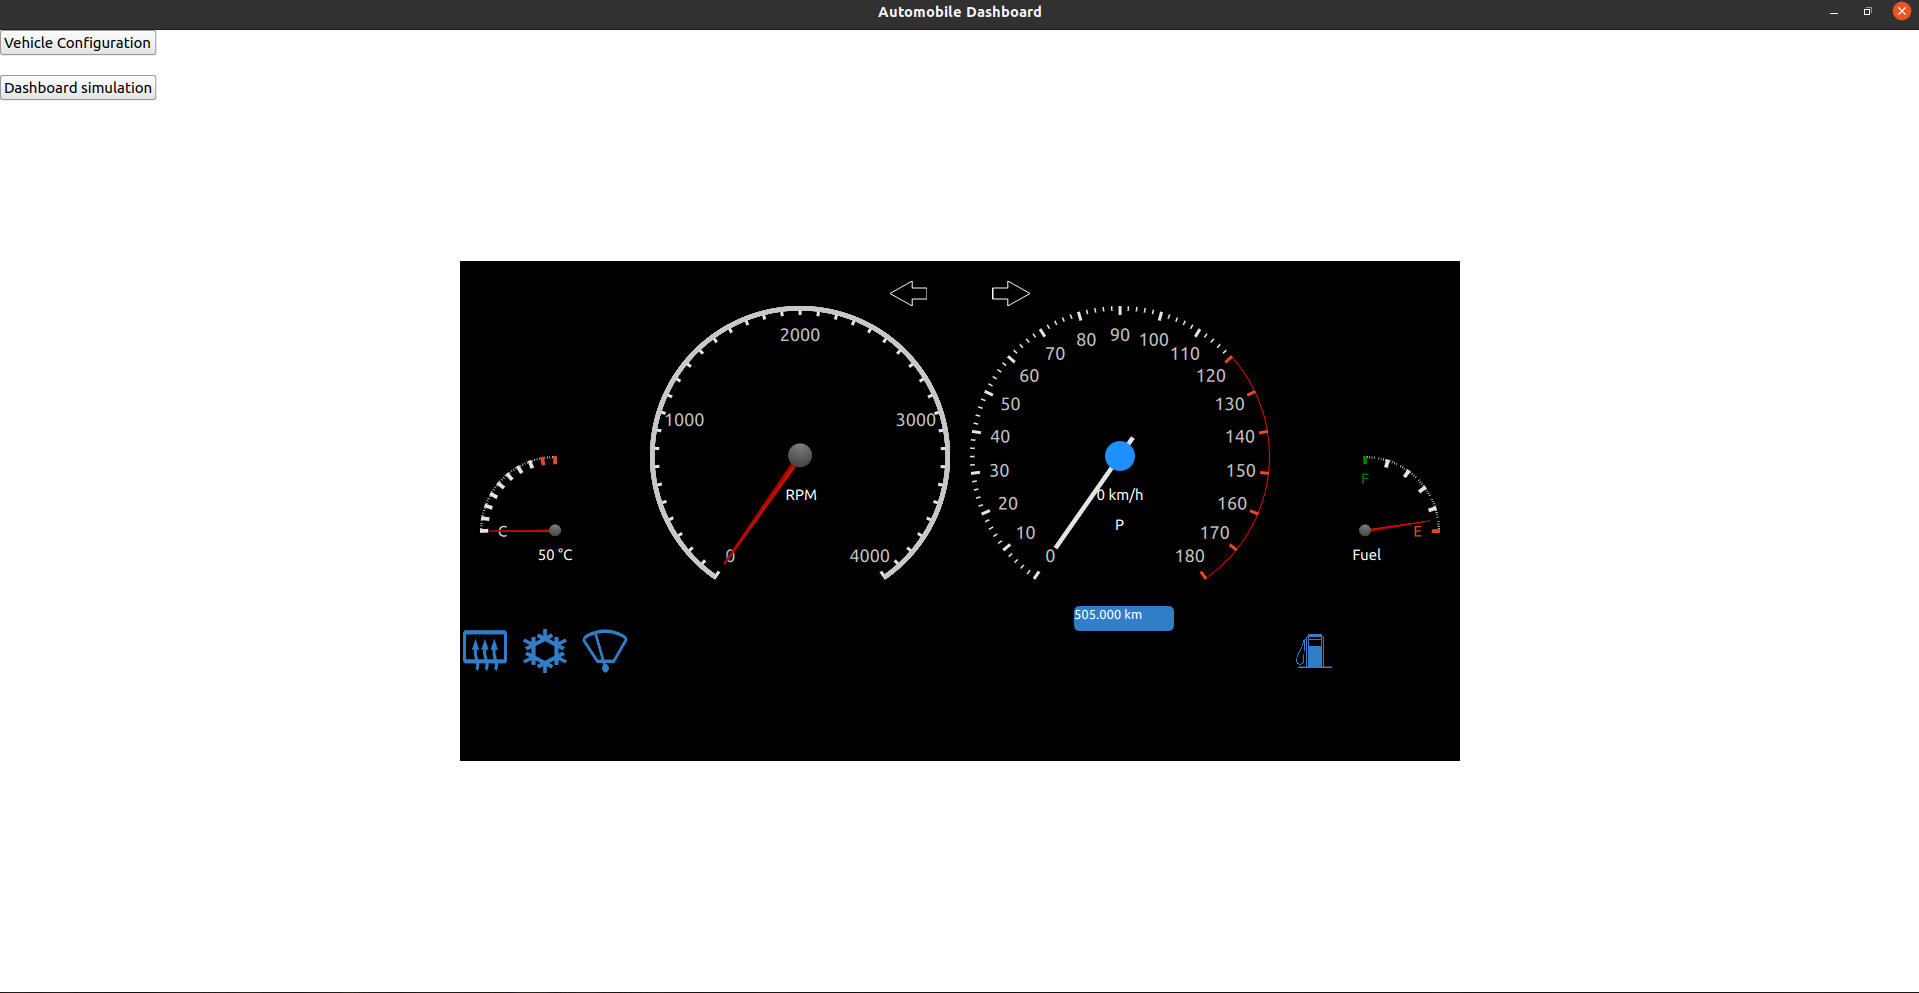 Automobile Dashboard
Vehicle Configuration
Dashboard simulation
2000
1000
3000
0
4000
RPM
90
80
100
70
110
60
120
50
130
40
140
30
150
20
160
10
170
0
180
0 km/h
P
C
50 °C
F
E
Fuel
505.000 km